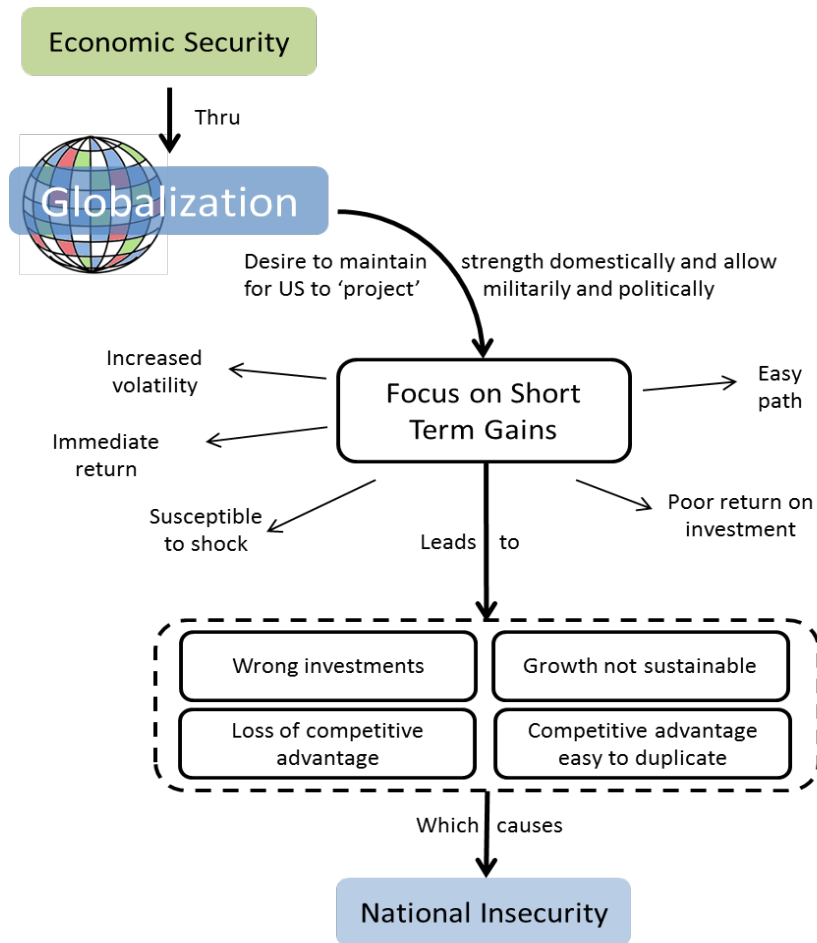 Economic Security
Thru
Globalization
Desire to maintain strength domestically and allow
for US to ‘project’ militarily and politically
Increased
volatility
Focus on Short
Term Gains
Easy
path
Immediate
return
Susceptible
to shock
Poor return on
investment
Leads to
Wrong investments
Growth not sustainable
Loss of competitive
advantage
Competitive advantage
easy to duplicate
Which causes
National Insecurity